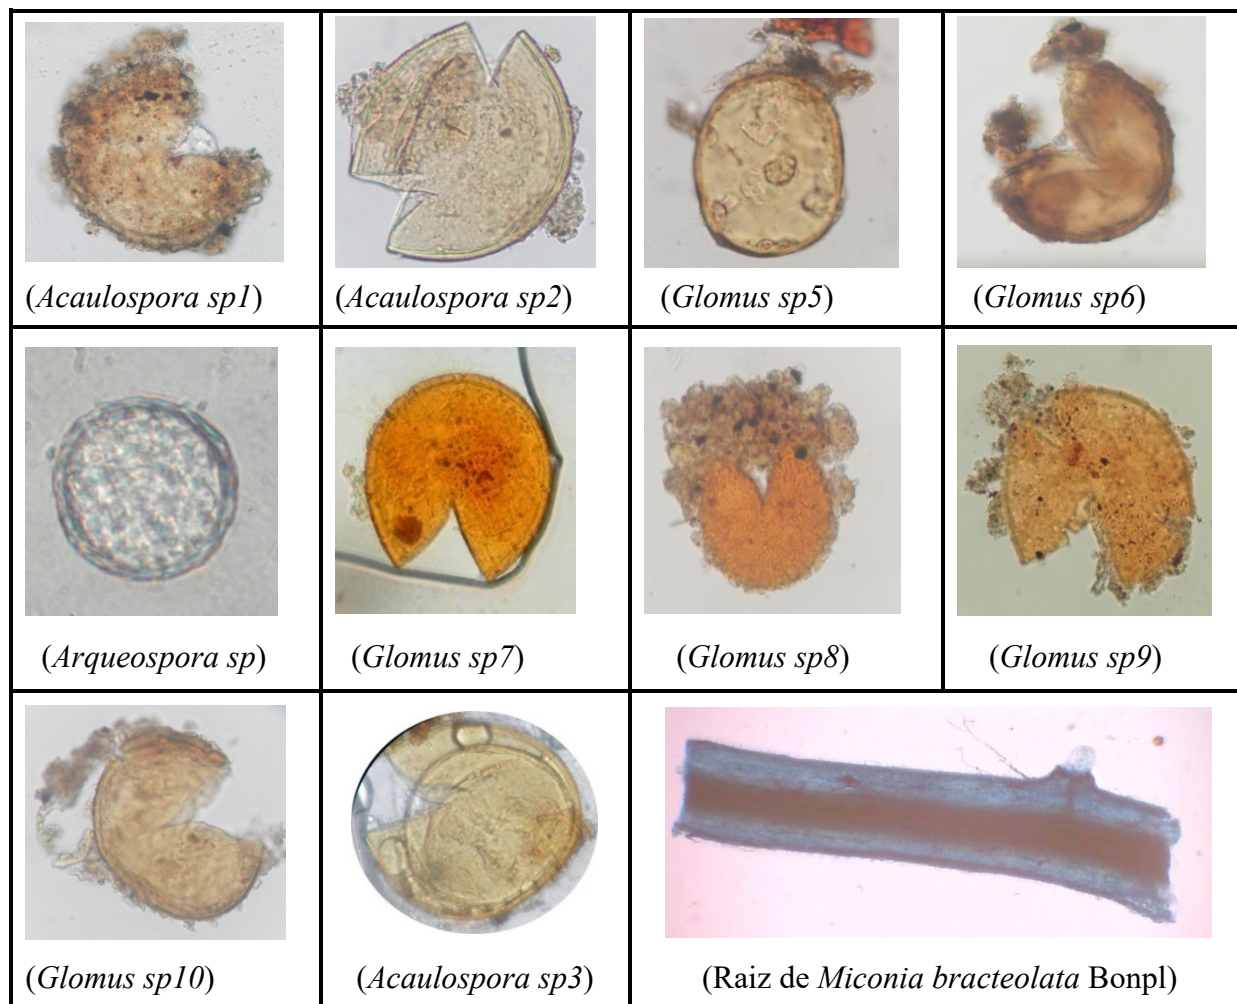 (Acaulospora sp1)
(Acaulospora sp2)
(Glomus sp5)
(Glomus sp6)
(Arqueospora sp)
(Glomus sp7)
(Glomus sp8)
(Glomus sp9)
(Glomus sp10)
(Acaulospora sp3)
(Raiz de Miconia bracteolata Bonpl)